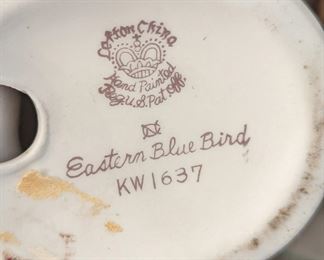 Lefton China
Hand Painted
Reg. U.S. Pat. Off.
Eastern Blue Bird
KW1637